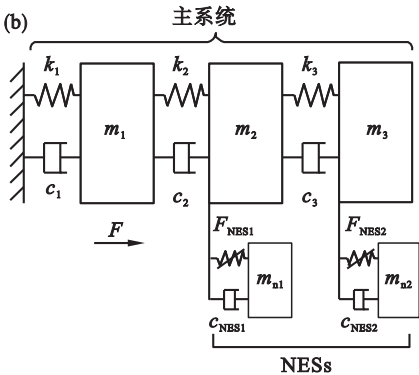 (b)
主系统
k1 k2 k3
m1 m2 m3
c1 c2 c3
F FNES1 FNES2
mn1 mn2
cNES1 cNES2
NESs